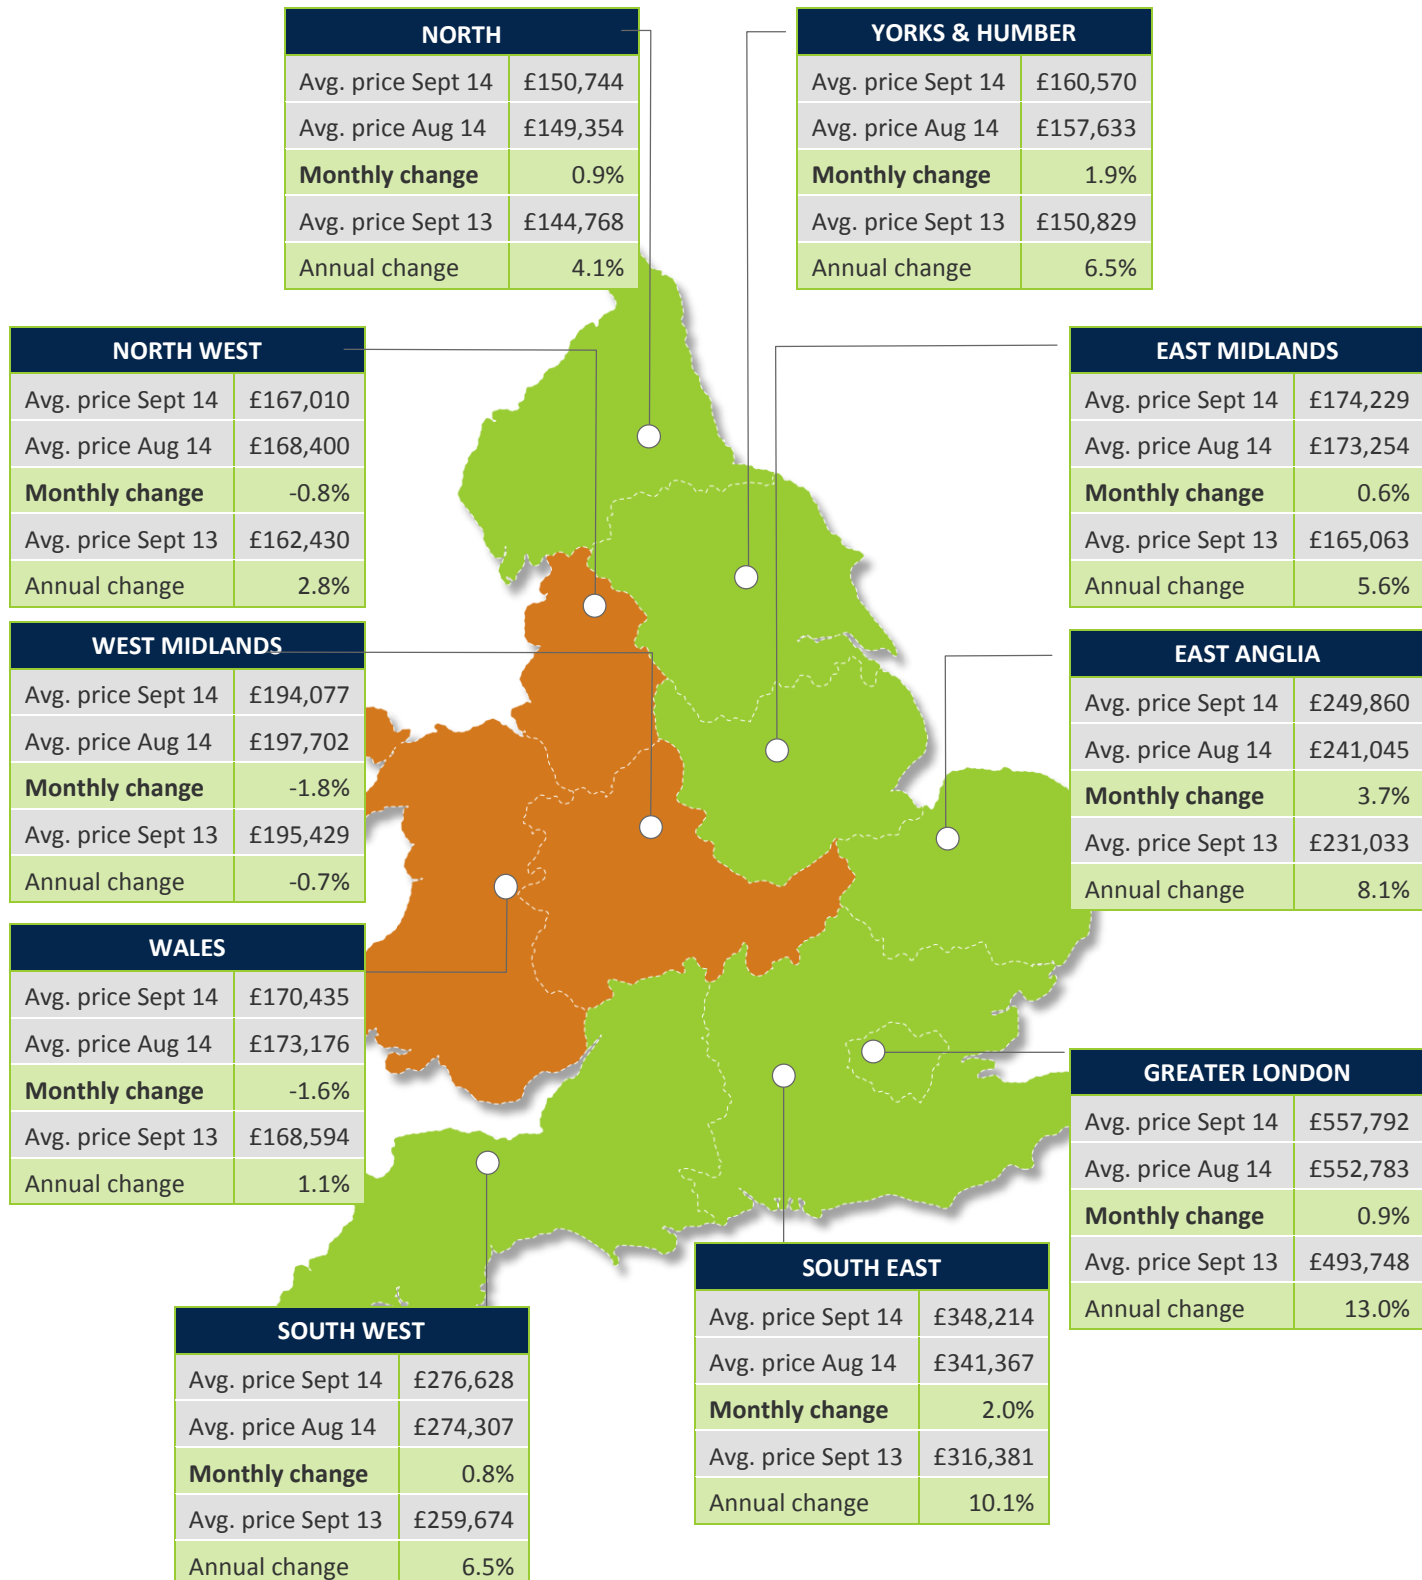 NORTH
Avg. price Sept 14 £150,744
Avg. price Aug 14 £149,354
Monthly change 0.9%
Avg. price Sept 13 £144,768
Annual change 4.1%
YORKS & HUMBER
Avg. price Sept 14 £160,570
Avg. price Aug 14 £157,633
Monthly change 1.9%
Avg. price Sept 13 £150,829
Annual change 6.5%
NORTH WEST
Avg. price Sept 14 £167,010
Avg. price Aug 14 £168,400
Monthly change -0.8%
Avg. price Sept 13 £162,430
Annual change 2.8%
EAST MIDLANDS
Avg. price Sept 14 £174,229
Avg. price Aug 14 £173,254
Monthly change 0.6%
Avg. price Sept 13 £165,063
Annual change 5.6%
WEST MIDLANDS
Avg. price Sept 14 £194,077
Avg. price Aug 14 £197,702
Monthly change -1.8%
Avg. price Sept 13 £195,429
Annual change -0.7%
EAST ANGLIA
Avg. price Sept 14 £249,860
Avg. price Aug 14 £241,045
Monthly change 3.7%
Avg. price Sept 13 £231,033
Annual change 8.1%
WALES
Avg. price Sept 14 £170,435
Avg. price Aug 14 £173,176
Monthly change -1.6%
Avg. price Sept 13 £168,594
Annual change 1.1%
GREATER LONDON
Avg. price Sept 14 £557,792
Avg. price Aug 14 £552,783
Monthly change 0.9%
Avg. price Sept 13 £493,748
Annual change 13.0%
SOUTH EAST
Avg. price Sept 14 £348,214
Avg. price Aug 14 £341,367
Monthly change 2.0%
Avg. price Sept 13 £316,381
Annual change 10.1%
SOUTH WEST
Avg. price Sept 14 £276,628
Avg. price Aug 14 £274,307
Monthly change 0.8%
Avg. price Sept 13 £259,674
Annual change 6.5%